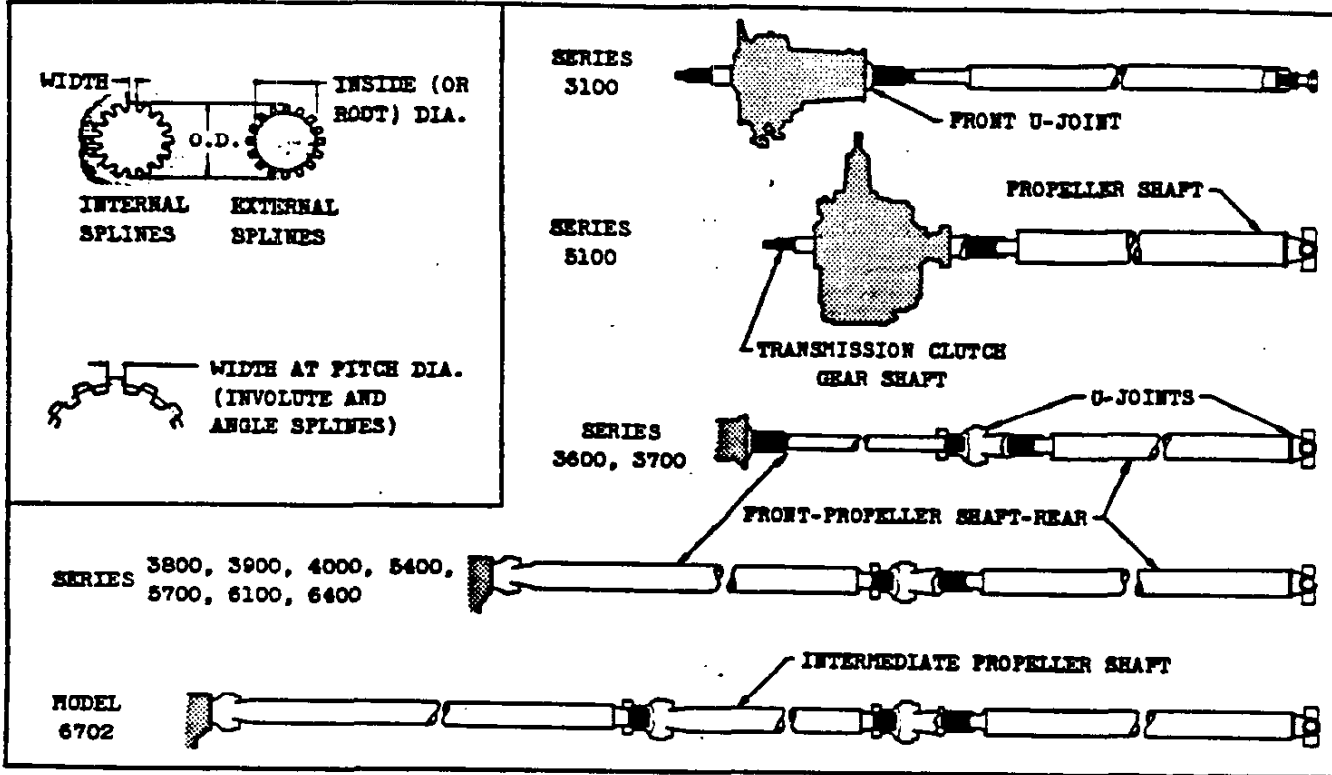 WIDTH
INSIDE (OR
ROOT) DIA.
O.D.
INTERNAL
SPLINES
EXTERNAL
SPLINES
WIDTH AT PITCH DIA.
(INVOLUTE AND
ANGLE SPLINES)
SERIES
3100
FRONT U-JOINT
PROPELLER SHAFT
SERIES
5100
TRANSMISSION CLUTCH
GEAR SHAFT
U-JOINTS
SERIES
3600, 3700
FRONT-PROPELLER SHAFT-REAR
SERIES 3800, 3900, 4000, 5400,
5700, 6100, 6400
INTERMEDIATE PROPELLER SHAFT
MODEL
6702